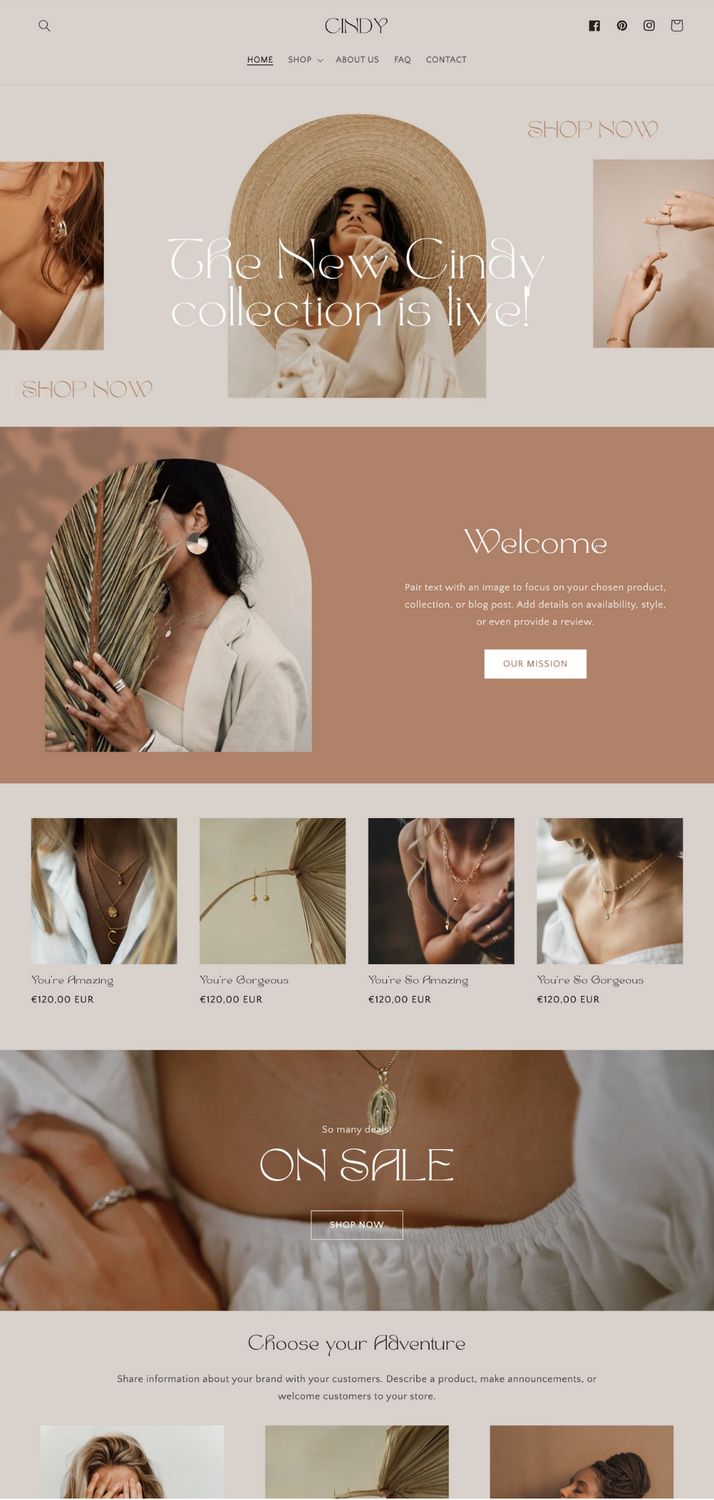 CINDY
HOME SHOP ABOUT US FAQ CONTACT
SHOP NOW
The New Cindy
collection is live!
SHOP NOW
Welcome
Pair text with an image to focus on your chosen product,
collection, or blog post. Add details on availability, style,
or even provide a review.
OUR MISSION
You're Amazing
€120,00 EUR
You're Gorgeous
€120,00 EUR
You're So Amazing
€120,00 EUR
You're So Gorgeous
€120,00 EUR
So many deals!
ON SALE
SHOP NOW
Choose your Adventure
Share information about your brand with your customers. Describe a product, make announcements, or
welcome customers to your store.